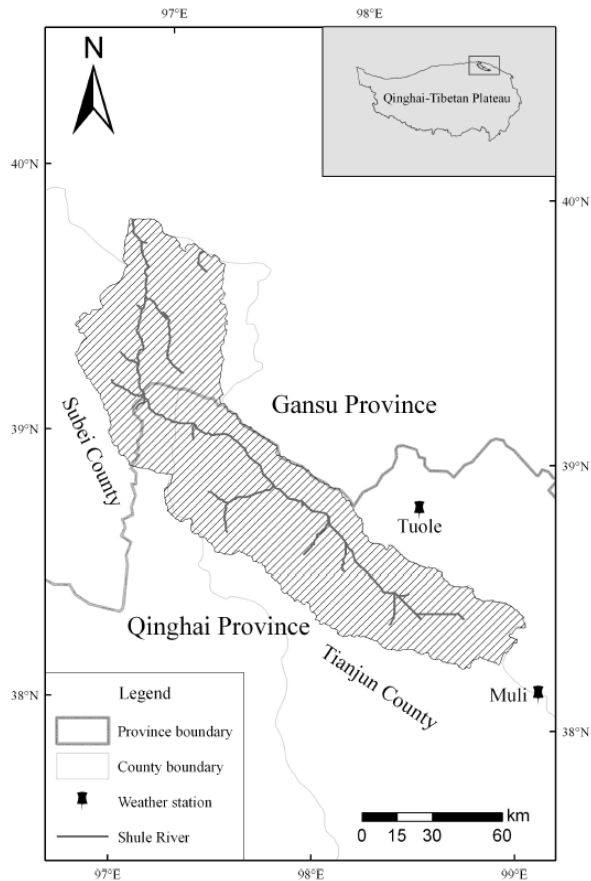 97°E
98°E
N
Qinghai-Tibetan Plateau
40°N
40°N
Gansu Province
Subei County
39°N
39°N
Tuole
Qinghai Province
Tianjun County
Muli
38°N
38°N
Legend
Province boundary
County boundary
Weather station
Shule River
km
0 15 30 60
97°E
98°E
99°E